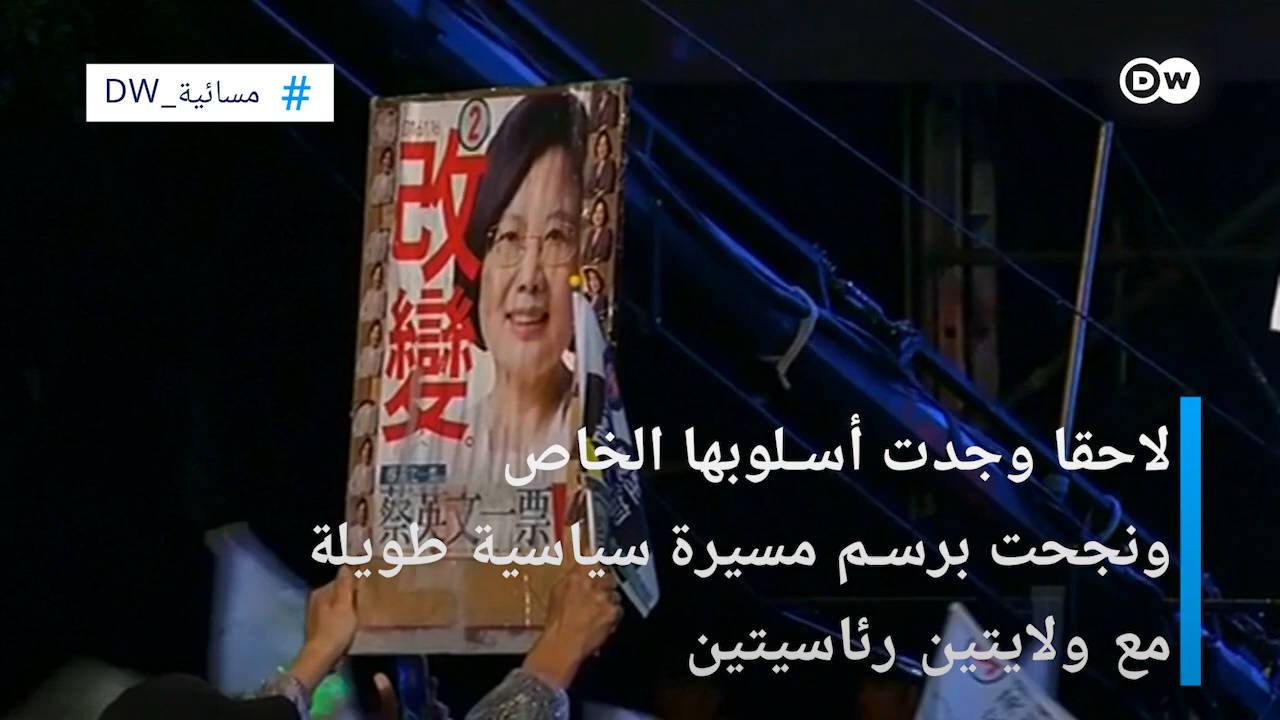 # مسائية_DW
DW
2
改變。
蔡英文一票
لاحقا وجدت أسلوبها الخاص
ونجحت برسم مسيرة سياسية طويلة
مع ولايتين رئاسيتين